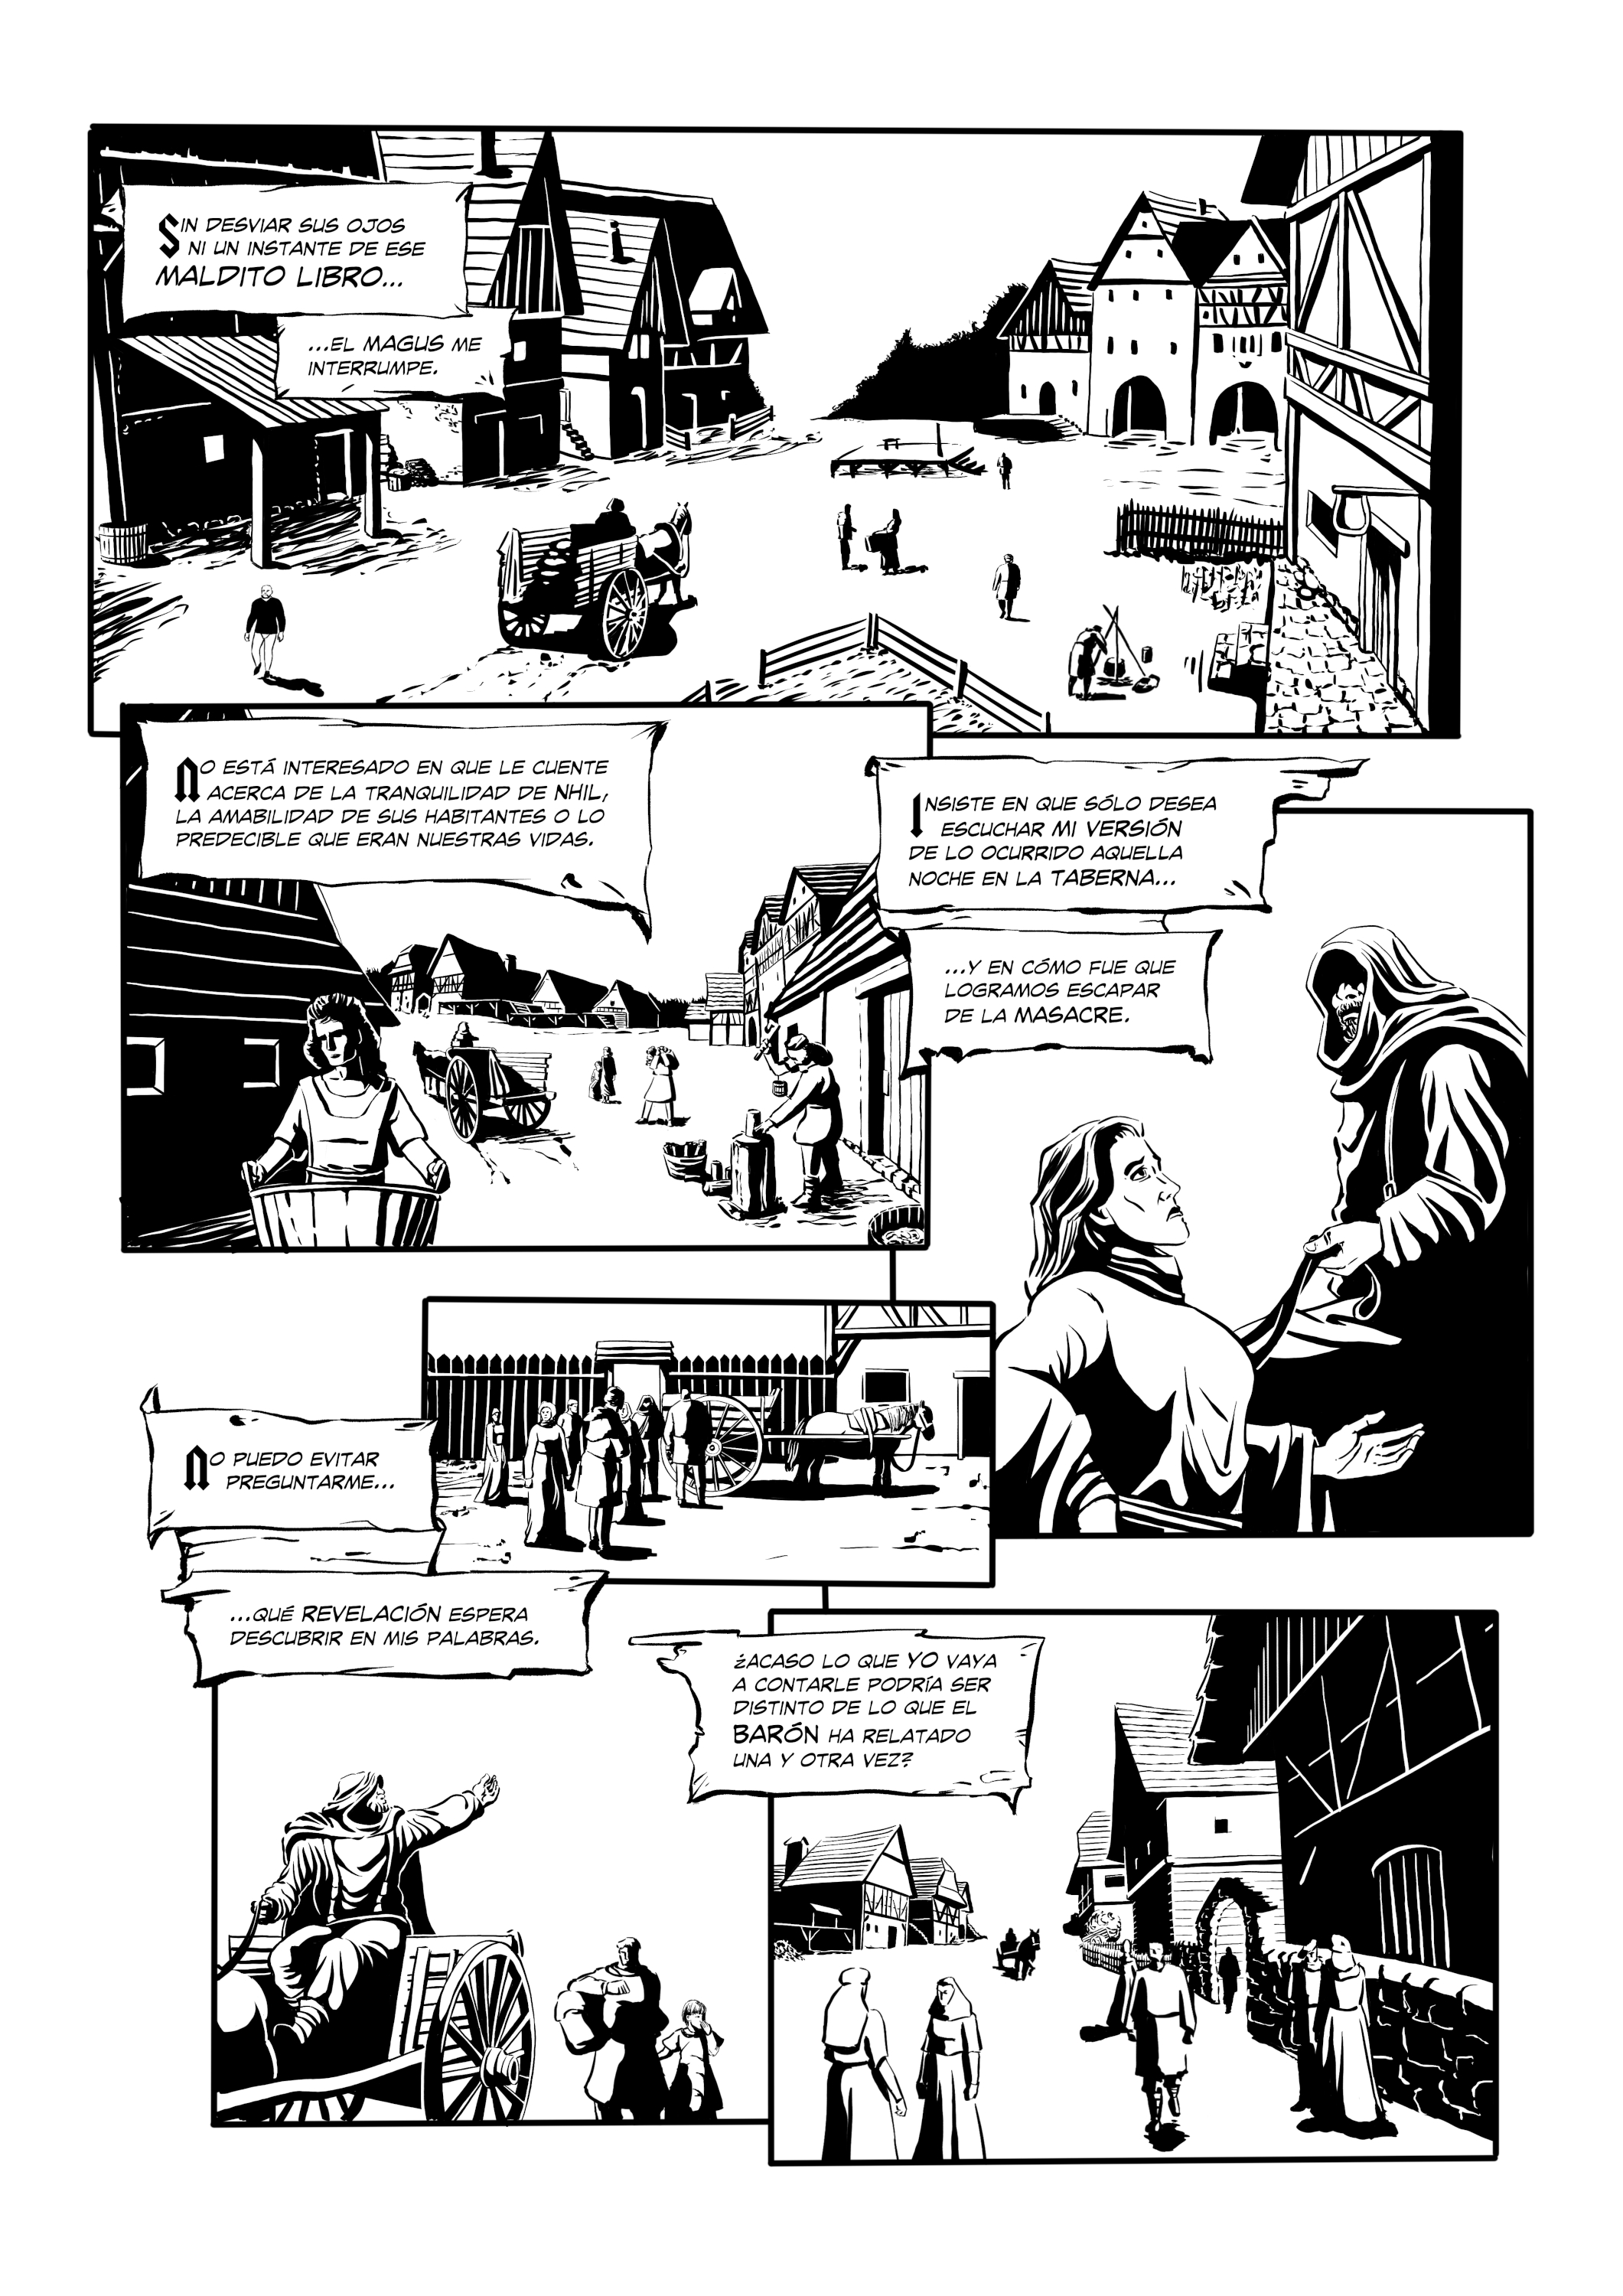 SIN DESVIAR SUS OJOS
NI UN INSTANTE DE ESE
MALDITO LIBRO...
...EL MAGUS ME
INTERRUMPE.
NO ESTÁ INTERESADO EN QUE LE CUENTE
ACERCA DE LA TRANQUILIDAD DE NHIL,
LA AMABILIDAD DE SUS HABITANTES O LO
PREDECIBLE QUE ERAN NUESTRAS VIDAS.
INSISTE EN QUE SÓLO DESEA
ESCUCHAR MI VERSIÓN
DE LO OCURRIDO AQUELLA
NOCHE EN LA TABERNA...
...Y EN CÓMO FUE QUE
LOGRAMOS ESCAPAR
DE LA MASACRE.
NO PUEDO EVITAR
PREGUNTARME...
...QUÉ REVELACIÓN ESPERA
DESCUBRIR EN MIS PALABRAS.
¿ACASO LO QUE YO VAYA
A CONTARLE PODRÍA SER
DISTINTO DE LO QUE EL
BARÓN HA RELATADO
UNA Y OTRA VEZ?